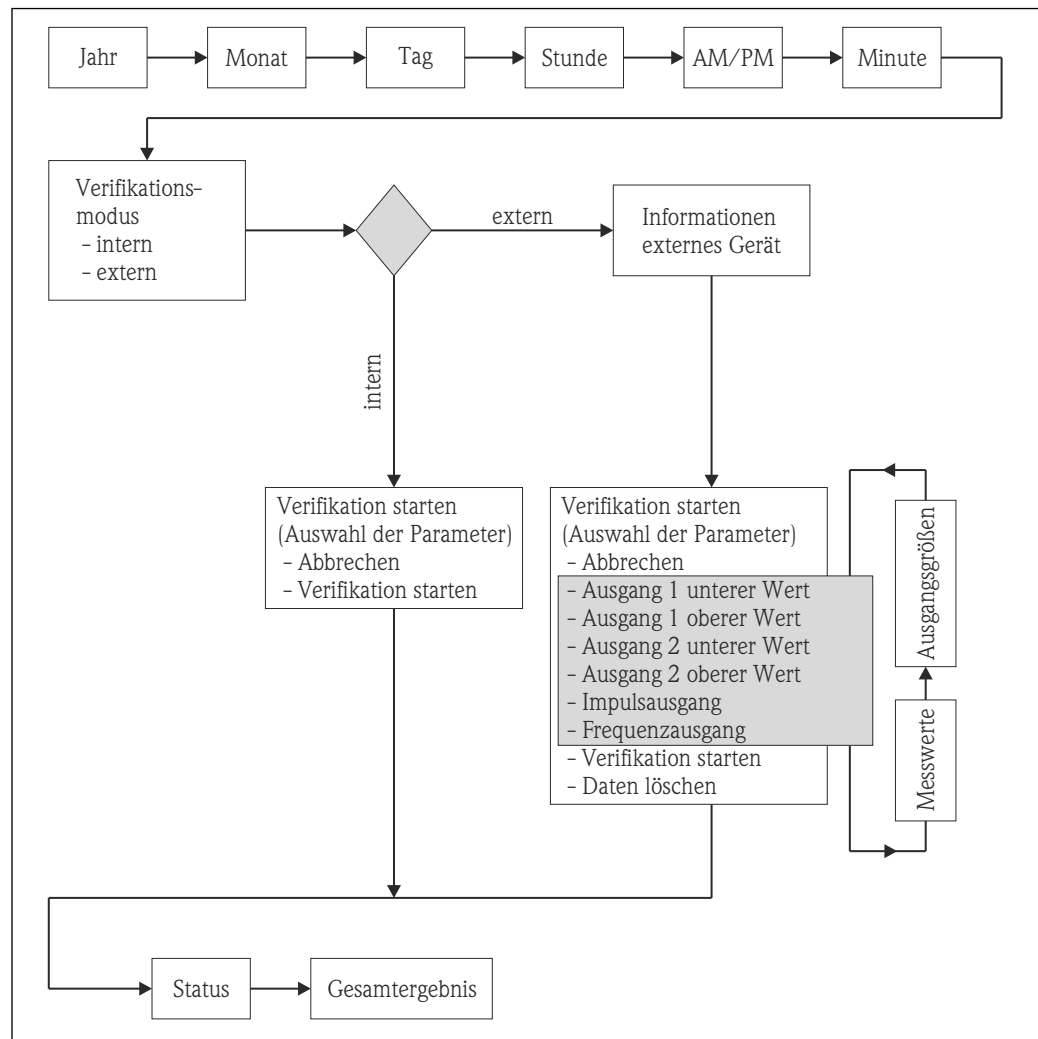 Jahr
Monat
Tag
Stunde
AM/PM
Minute
Verifikations-
modus
- intern
- extern
extern
Informationen
externes Gerät
intern
Verifikation starten
(Auswahl der Parameter)
- Abbrechen
- Verifikation starten
Verifikation starten
(Auswahl der Parameter)
- Abbrechen
- Ausgang 1 unterer Wert
- Ausgang 1 oberer Wert
- Ausgang 2 unterer Wert
- Ausgang 2 oberer Wert
- Impulsausgang
- Frequenzausgang
- Verifikation starten
- Daten löschen
Ausgangsgrößen
Messwerte
Status
Gesamtergebnis